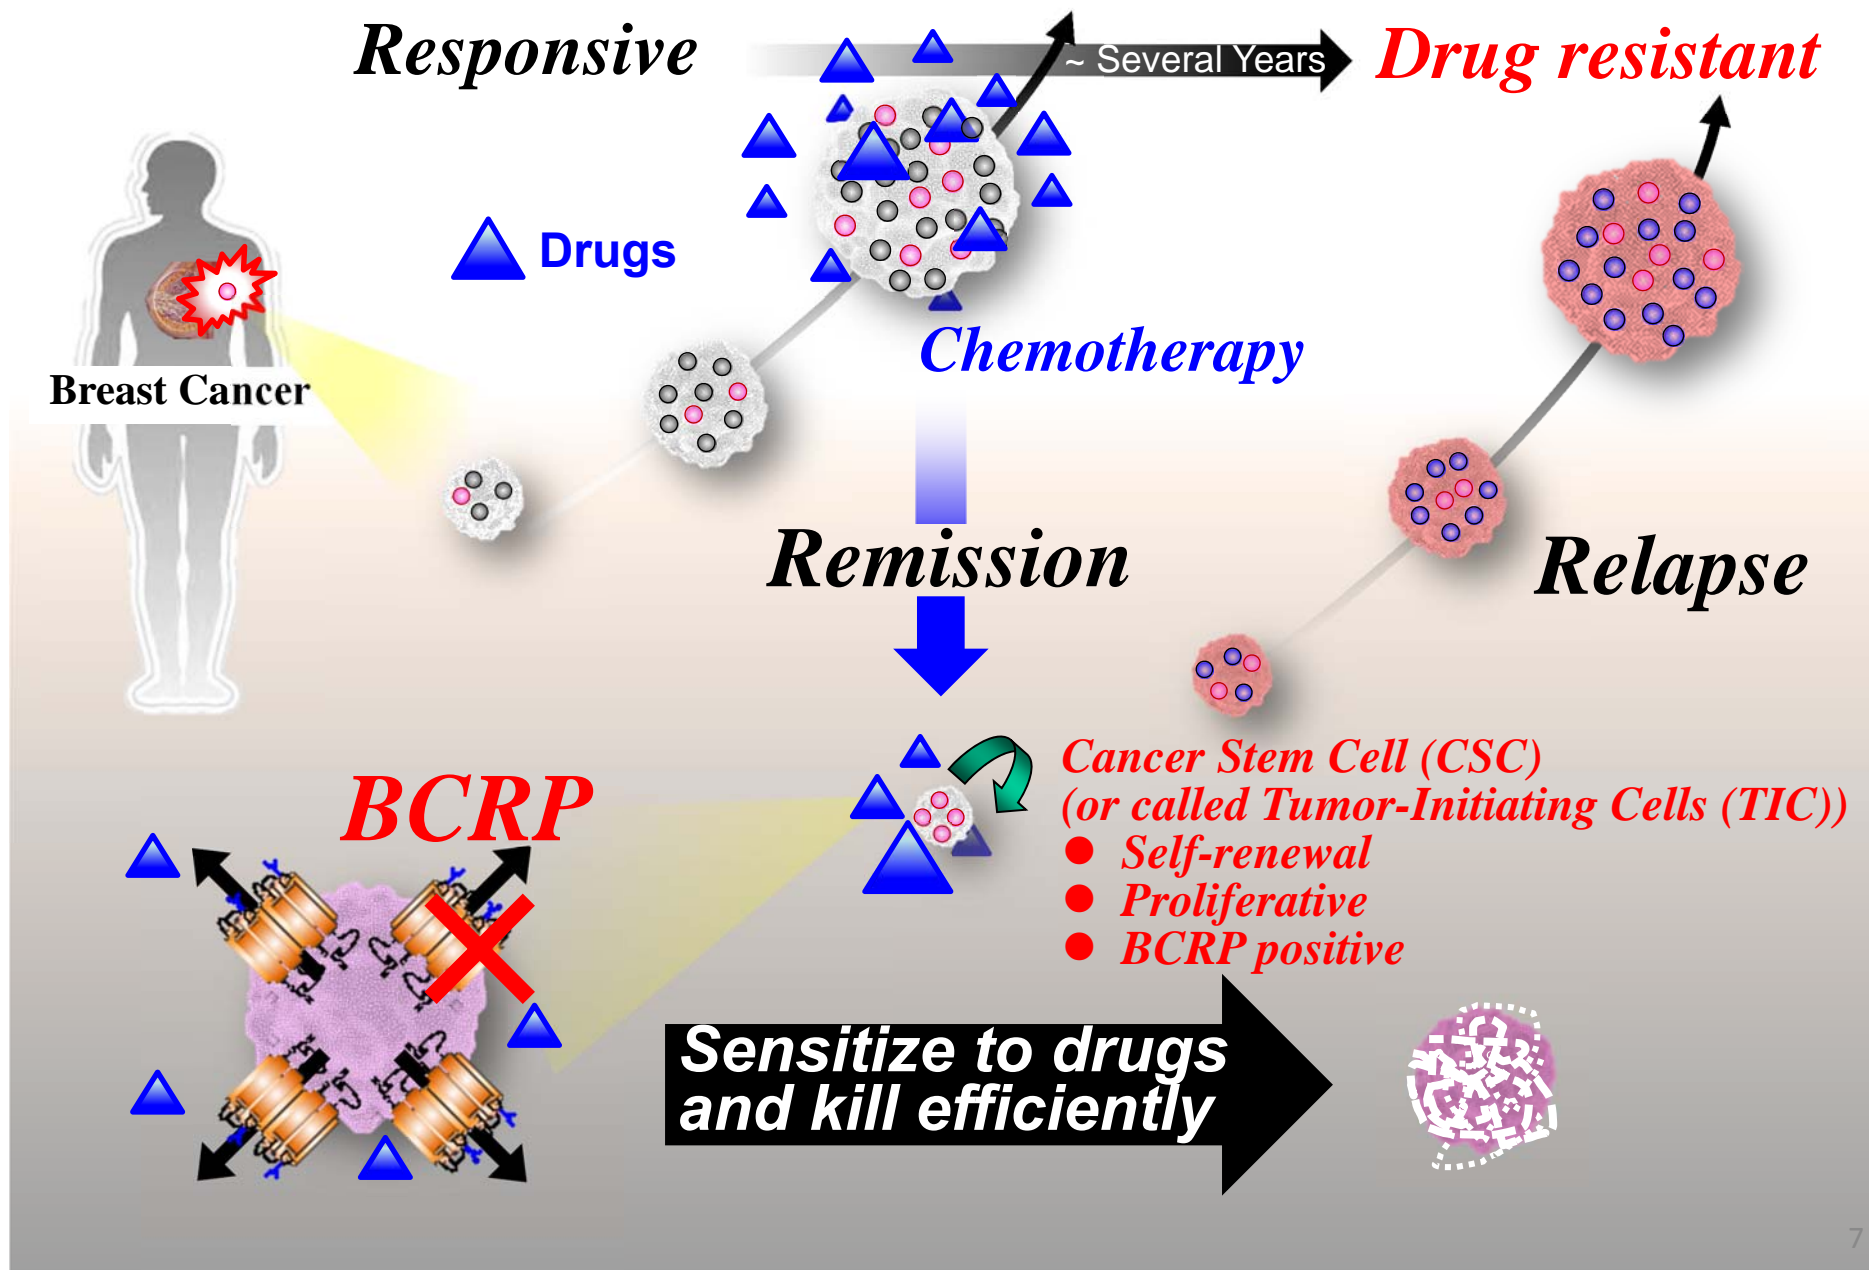 Responsive
~ Several Years
Drug resistant
Drugs
Chemotherapy
Breast Cancer
Remission
Relapse
BCRP
Cancer Stem Cell (CSC)
(or called Tumor-Initiating Cells (TIC))
● Self-renewal
● Proliferative
● BCRP positive
Sensitize to drugs
and kill efficiently
7